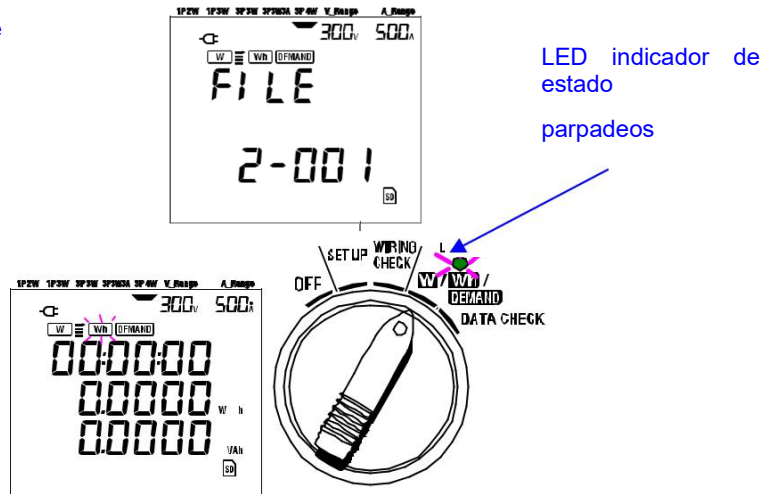 1P2W 1P3W 3P3W 3P3W3A 3P4W V_Range A_Range
300V 500A
W Wh DEMAND
FILE
2-001
SD
e
LED indicador de
estado
parpadeos
OFF
SET UP
WIRING
CHECK
L
W / Wh /
DEMAND
DATA CHECK
1P2W 1P3W 3P3W 3P3W3A 3P4W V_Range A_Range
300V 500A
W Wh DEMAND
00:00:00
0.0000 W h
0.0000 VAh
SD